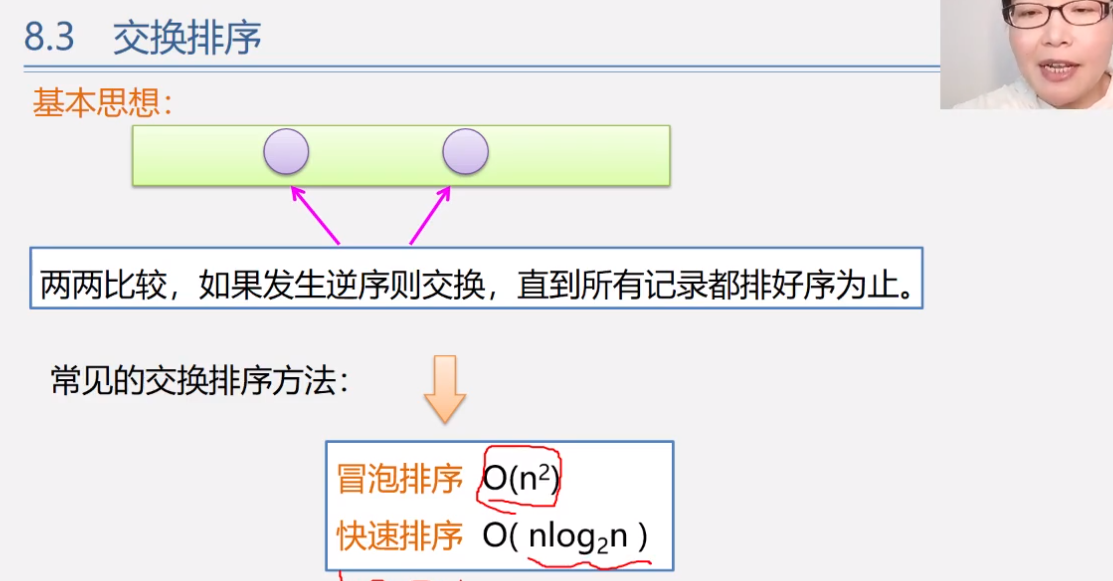 8.3 交换排序
基本思想：
两两比较，如果发生逆序则交换，直到所有记录都排好序为止。
常见的交换排序方法：
冒泡排序 O(n²)
快速排序 O( nlog₂n )